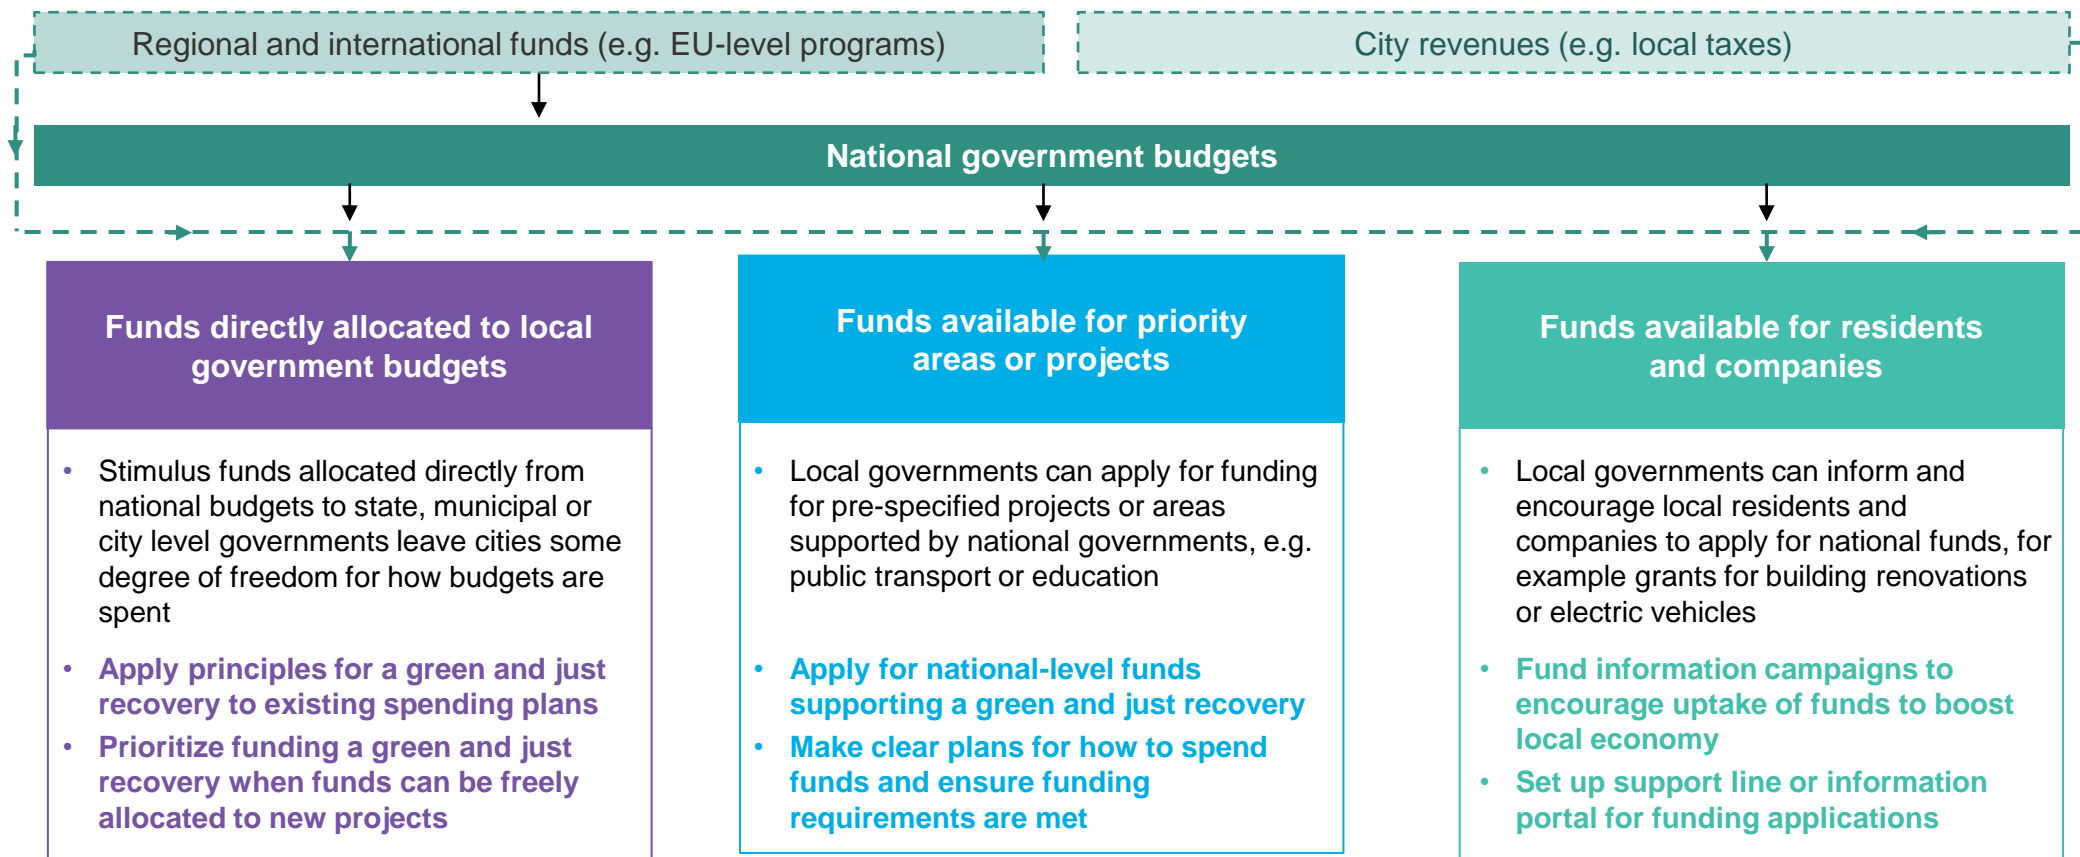 Regional and international funds (e.g. EU-level programs)
City revenues (e.g. local taxes)
National government budgets
Funds directly allocated to local
government budgets
• Stimulus funds allocated directly from
national budgets to state, municipal or
city level governments leave cities some
degree of freedom for how budgets are
spent
• Apply principles for a green and just
recovery to existing spending plans
• Prioritize funding a green and just
recovery when funds can be freely
allocated to new projects
Funds available for priority
areas or projects
• Local governments can apply for funding
for pre-specified projects or areas
supported by national governments, e.g.
public transport or education
• Apply for national-level funds
supporting a green and just recovery
• Make clear plans for how to spend
funds and ensure funding
requirements are met
Funds available for residents
and companies
• Local governments can inform and
encourage local residents and
companies to apply for national funds, for
example grants for building renovations
or electric vehicles
• Fund information campaigns to
encourage uptake of funds to boost
local economy
• Set up support line or information
portal for funding applications